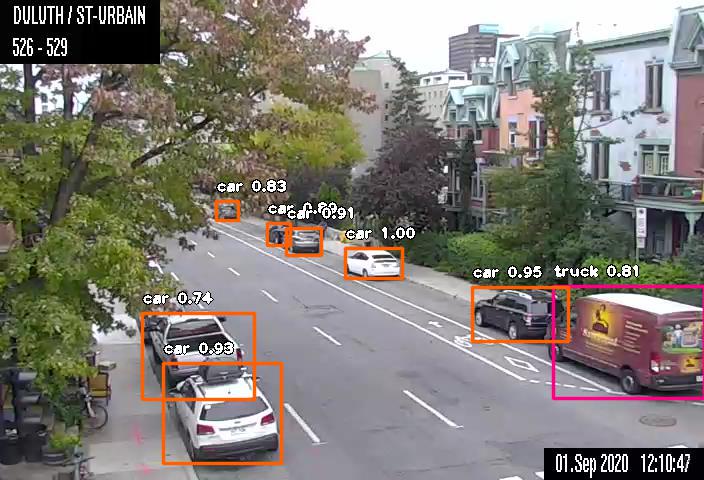 DULUTH / ST-URBAIN
526 - 529
car 0.83
car 0.91
car 1.00
car 0.95
truck 0.81
car 0.74
car 0.93
01.Sep 2020 12:10:47